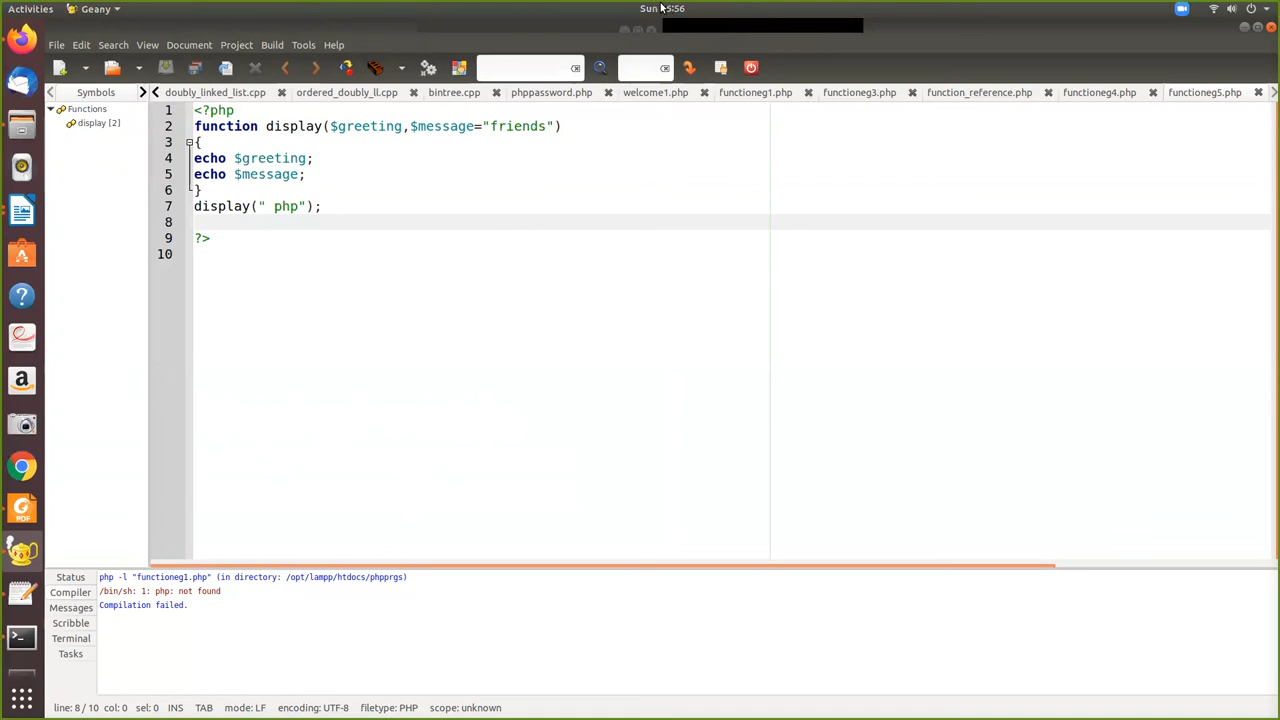 Activities Geany Sun 5:56
File Edit Search View Document Project Build Tools Help
Symbols doubly_linked_list.cpp ordered_doubly_ll.cpp bintree.cpp phppassword.php welcome1.php functioneg1.php functioneg3.php function_reference.php functioneg4.php functioneg5.php
Functions
display [2]
1 <?php
2 function display($greeting,$message="friends")
3 {
4 echo $greeting;
5 echo $message;
6 }
7 display(" php");
8
9 ?>
10
Status
Compiler
Messages
Scribble
Terminal
Tasks
php -l "functioneg1.php" (in directory: /opt/lampp/htdocs/phpprgs)
/bin/sh: 1: php: not found
Compilation failed.
line: 8 / 10 col: 0 sel: 0 INS TAB mode: LF encoding: UTF-8 filetype: PHP scope: unknown